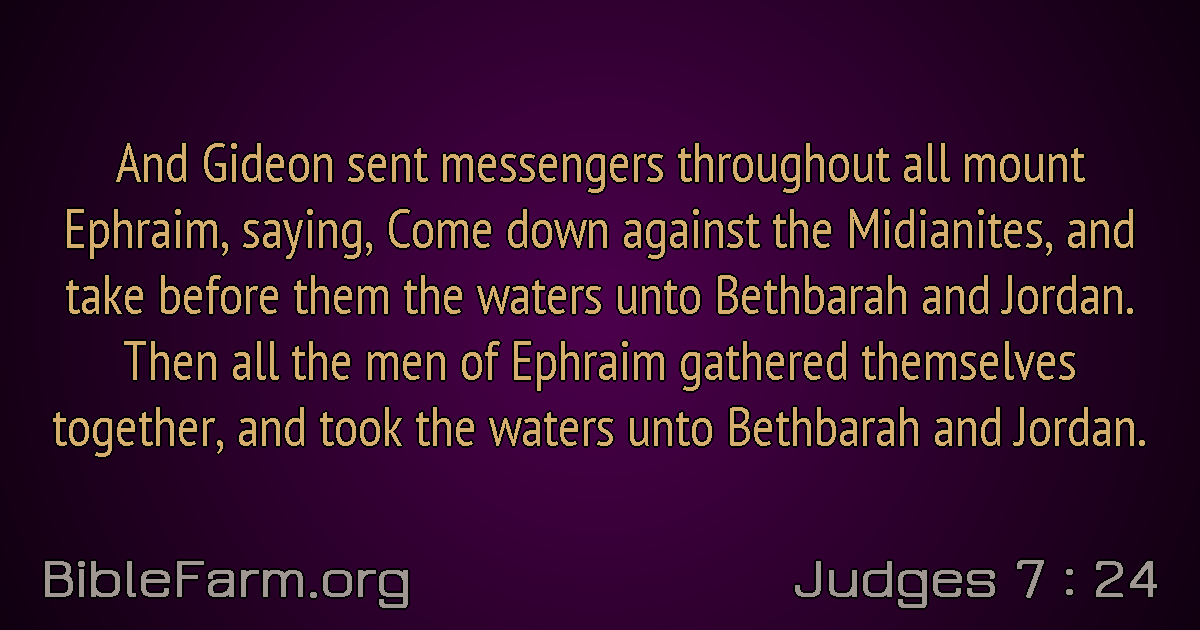 And Gideon sent messengers throughout all mount
Ephraim, saying, Come down against the Midianites, and
take before them the waters unto Bethbarah and Jordan.
Then all the men of Ephraim gathered themselves
together, and took the waters unto Bethbarah and Jordan.
BibleFarm.org
Judges 7 : 24